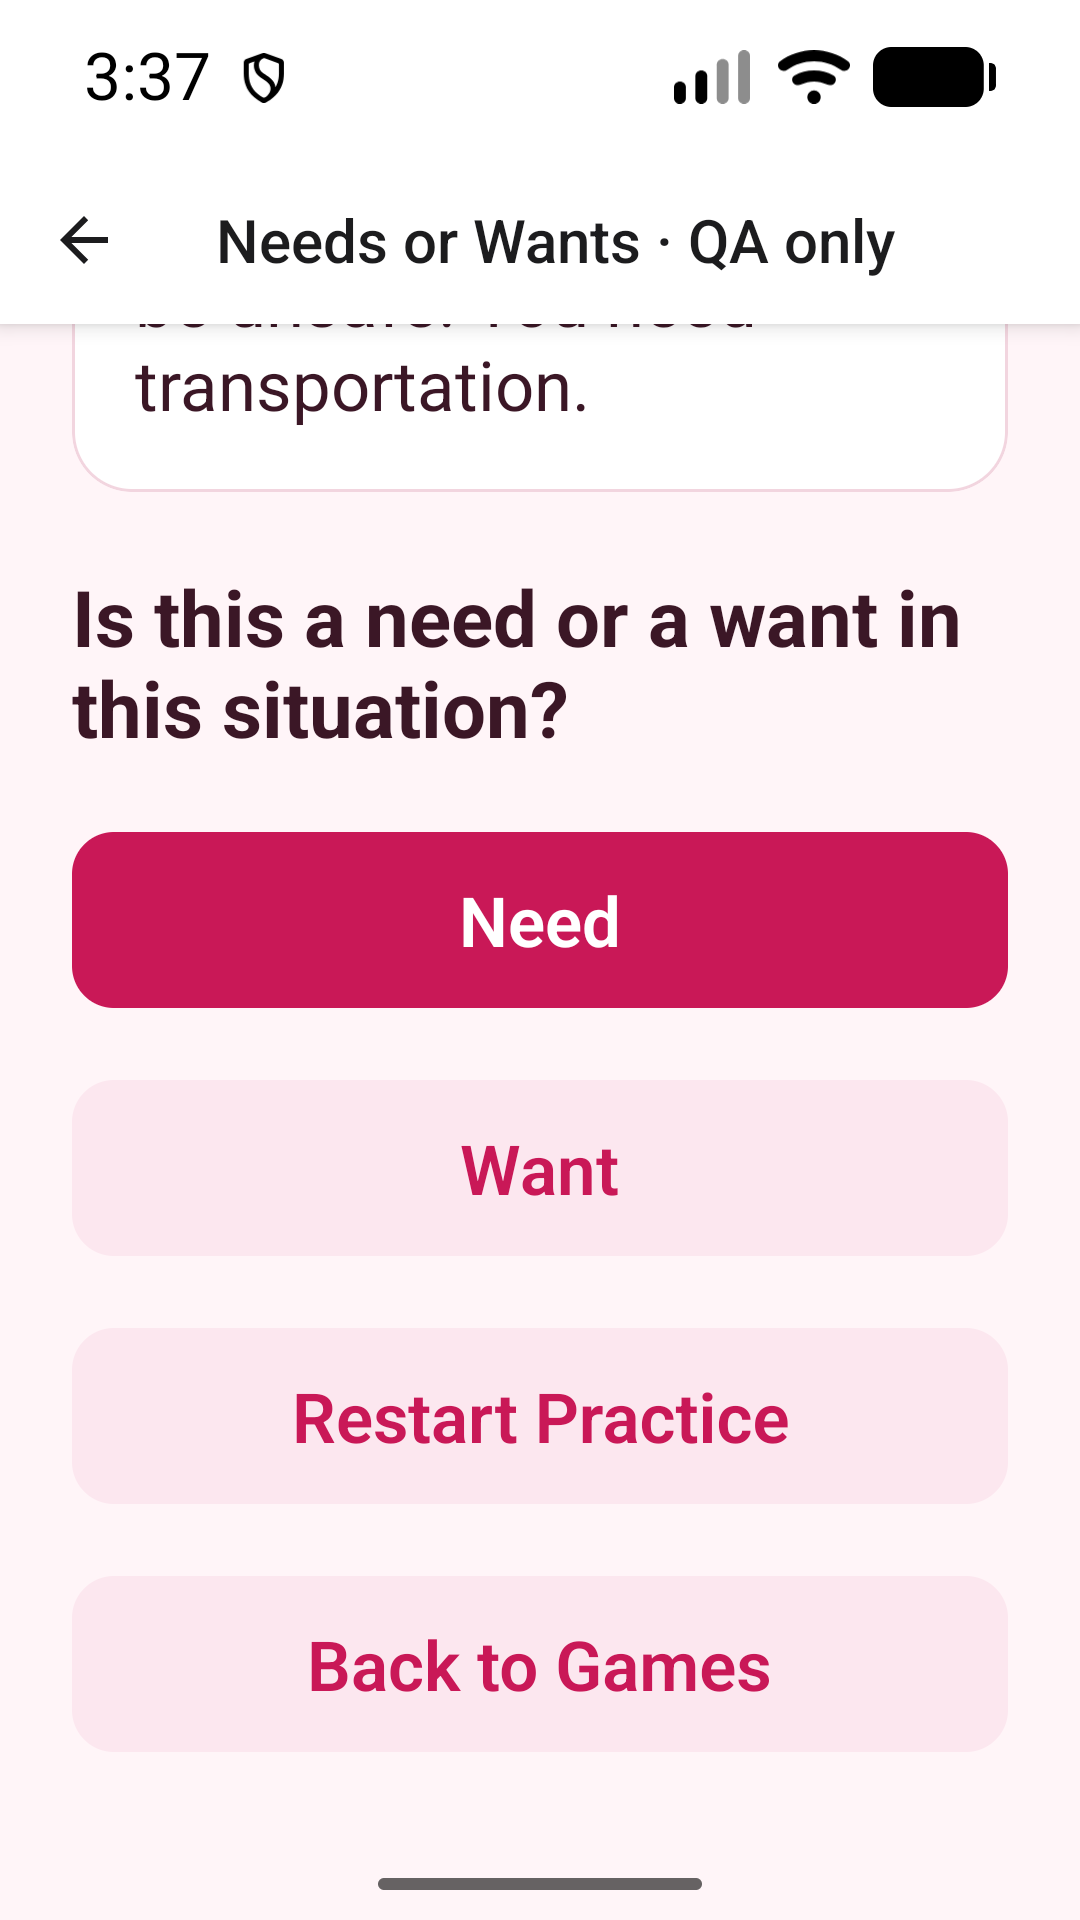 3:37
Needs or Wants · QA only
transportation.
Is this a need or a want in
this situation?
Need
Want
Restart Practice
Back to Games